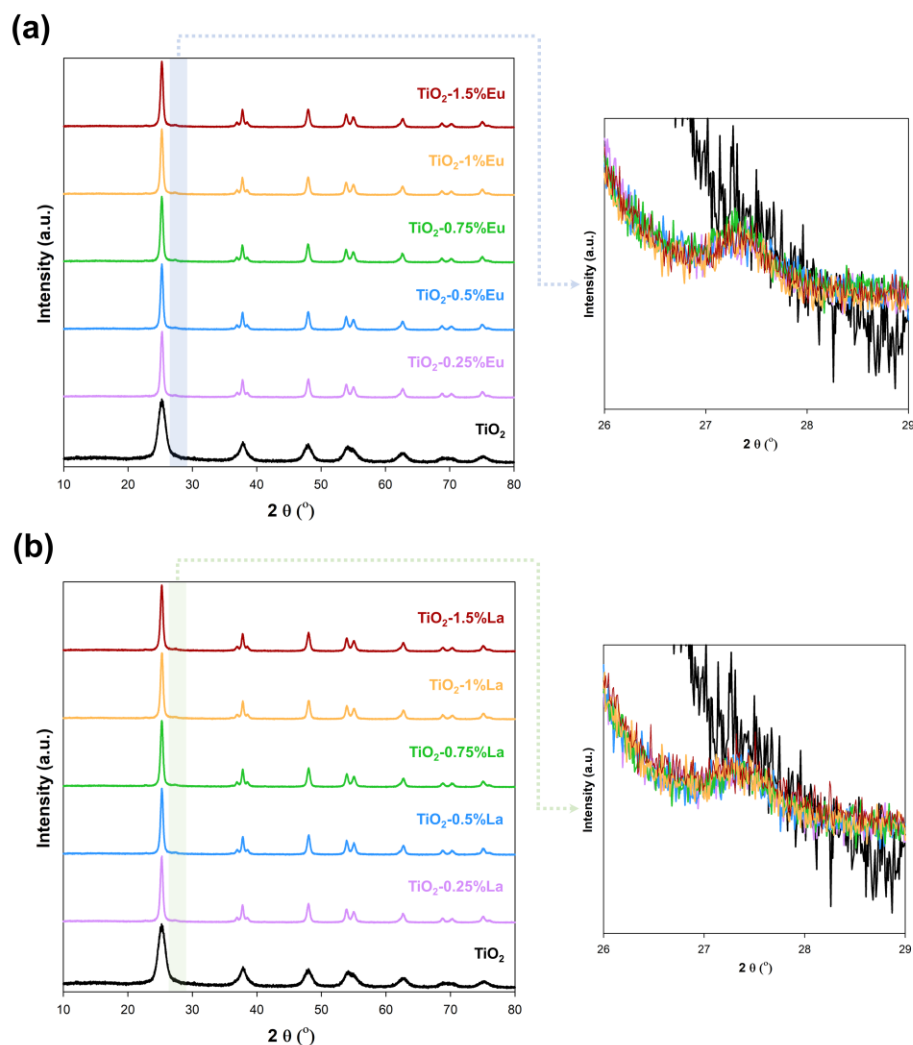 (a)
TiO₂-1.5%Eu
TiO₂-1%Eu
TiO₂-0.75%Eu
TiO₂-0.5%Eu
TiO₂-0.25%Eu
TiO₂
Intensity (a.u.)
10 20 30 40 50 60 70 80
2 θ (°)
Intensity (a.u.)
26 27 28 29
2 θ (°)
(b)
TiO₂-1.5%La
TiO₂-1%La
TiO₂-0.75%La
TiO₂-0.5%La
TiO₂-0.25%La
TiO₂
Intensity (a.u.)
10 20 30 40 50 60 70 80
2 θ (°)
Intensity (a.u.)
26 27 28 29
2 θ (°)